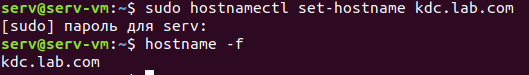 serv@serv-vm:~$ sudo hostnamectl set-hostname kdc.lab.com
[sudo] пароль для serv:
serv@serv-vm:~$ hostname -f
kdc.lab.com